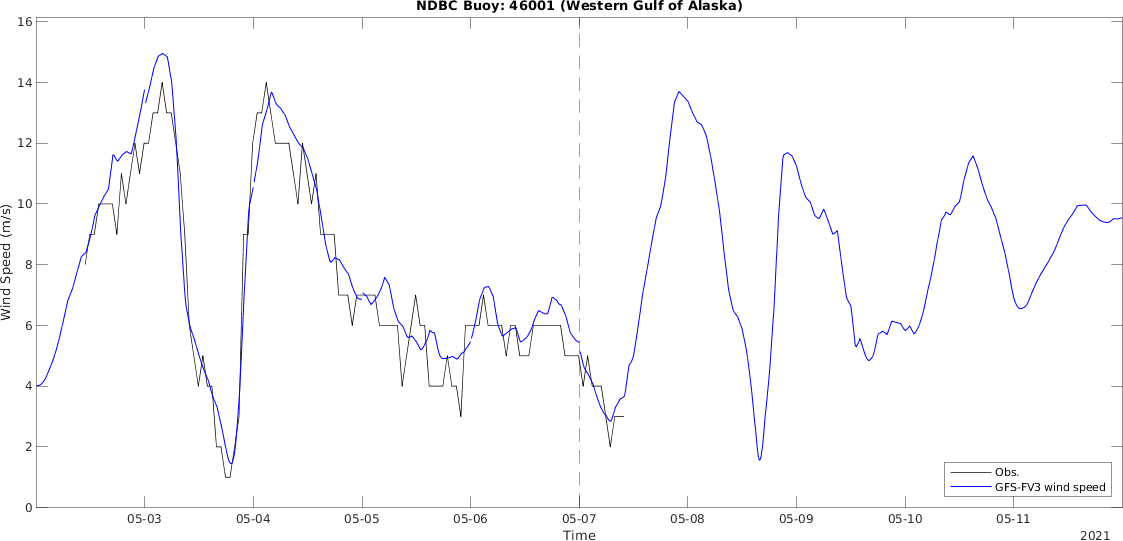 NDBC Buoy: 46001 (Western Gulf of Alaska)
16
14
12
10
8
6
4
2
0
Wind Speed (m/s)
Obs.
GFS-FV3 wind speed
05-03 05-04 05-05 05-06 05-07 05-08 05-09 05-10 05-11
Time
2021